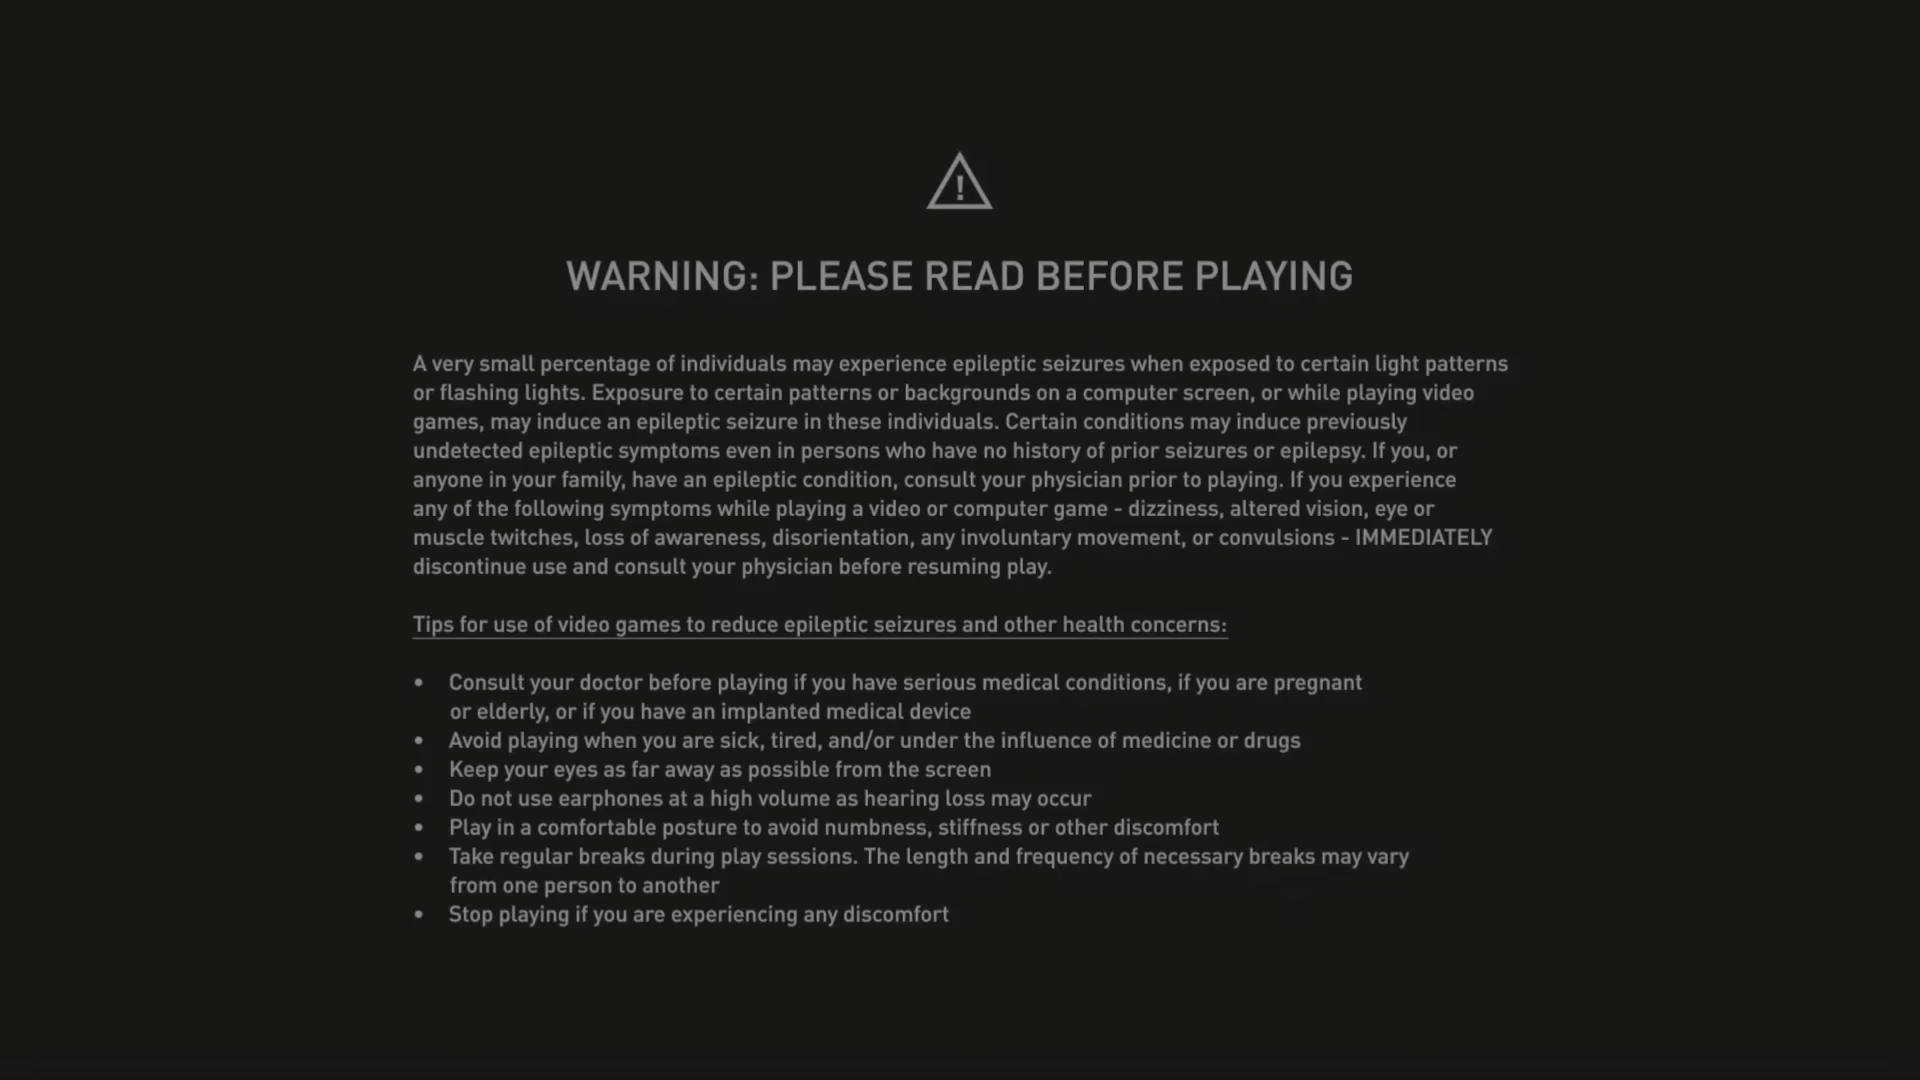 !
WARNING: PLEASE READ BEFORE PLAYING
A very small percentage of individuals may experience epileptic seizures when exposed to certain light patterns
or flashing lights. Exposure to certain patterns or backgrounds on a computer screen, or while playing video
games, may induce an epileptic seizure in these individuals. Certain conditions may induce previously
undetected epileptic symptoms even in persons who have no history of prior seizures or epilepsy. If you, or
anyone in your family, have an epileptic condition, consult your physician prior to playing. If you experience
any of the following symptoms while playing a video or computer game - dizziness, altered vision, eye or
muscle twitches, loss of awareness, disorientation, any involuntary movement, or convulsions - IMMEDIATELY
discontinue use and consult your physician before resuming play.
Tips for use of video games to reduce epileptic seizures and other health concerns:
• Consult your doctor before playing if you have serious medical conditions, if you are pregnant
or elderly, or if you have an implanted medical device
• Avoid playing when you are sick, tired, and/or under the influence of medicine or drugs
• Keep your eyes as far away as possible from the screen
• Do not use earphones at a high volume as hearing loss may occur
• Play in a comfortable posture to avoid numbness, stiffness or other discomfort
• Take regular breaks during play sessions. The length and frequency of necessary breaks may vary
from one person to another
• Stop playing if you are experiencing any discomfort